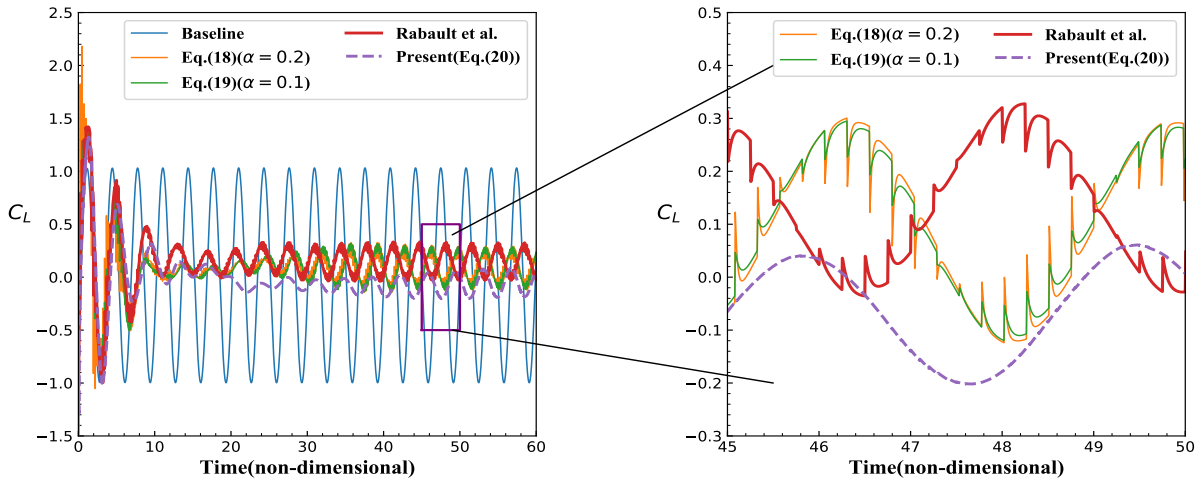 Baseline
Eq.(18)(α = 0.2)
Eq.(19)(α = 0.1)
Rabault et al.
Present(Eq.(20))
2.5
2.0
1.5
1.0
0.5
0.0
−0.5
−1.0
−1.5
C_L
0 10 20 30 40 50 60
Time(non-dimensional)
Eq.(18)(α = 0.2)
Eq.(19)(α = 0.1)
Rabault et al.
Present(Eq.(20))
0.5
0.4
0.3
0.2
0.1
0.0
−0.1
−0.2
−0.3
C_L
45 46 47 48 49 50
Time(non-dimensional)